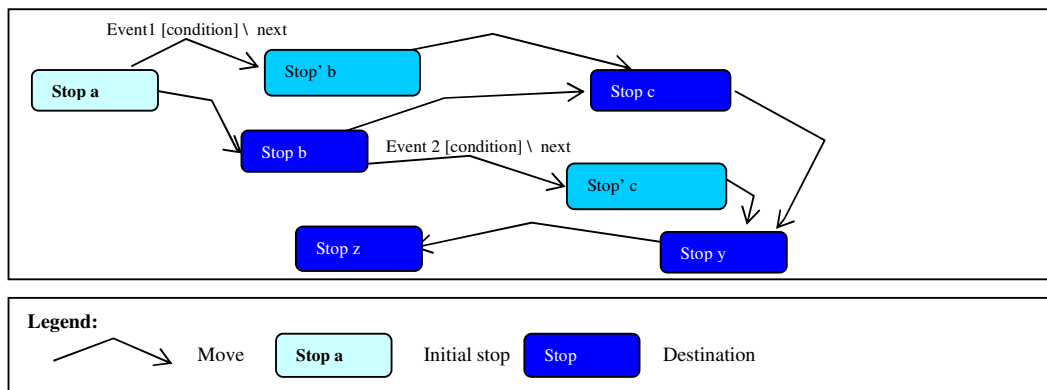 Event1 [condition] \ next
Stop' b
Stop a
Stop c
Stop b
Event 2 [condition] \ next
Stop' c
Stop z
Stop y
Legend:
Move
Stop a
Initial stop
Stop
Destination